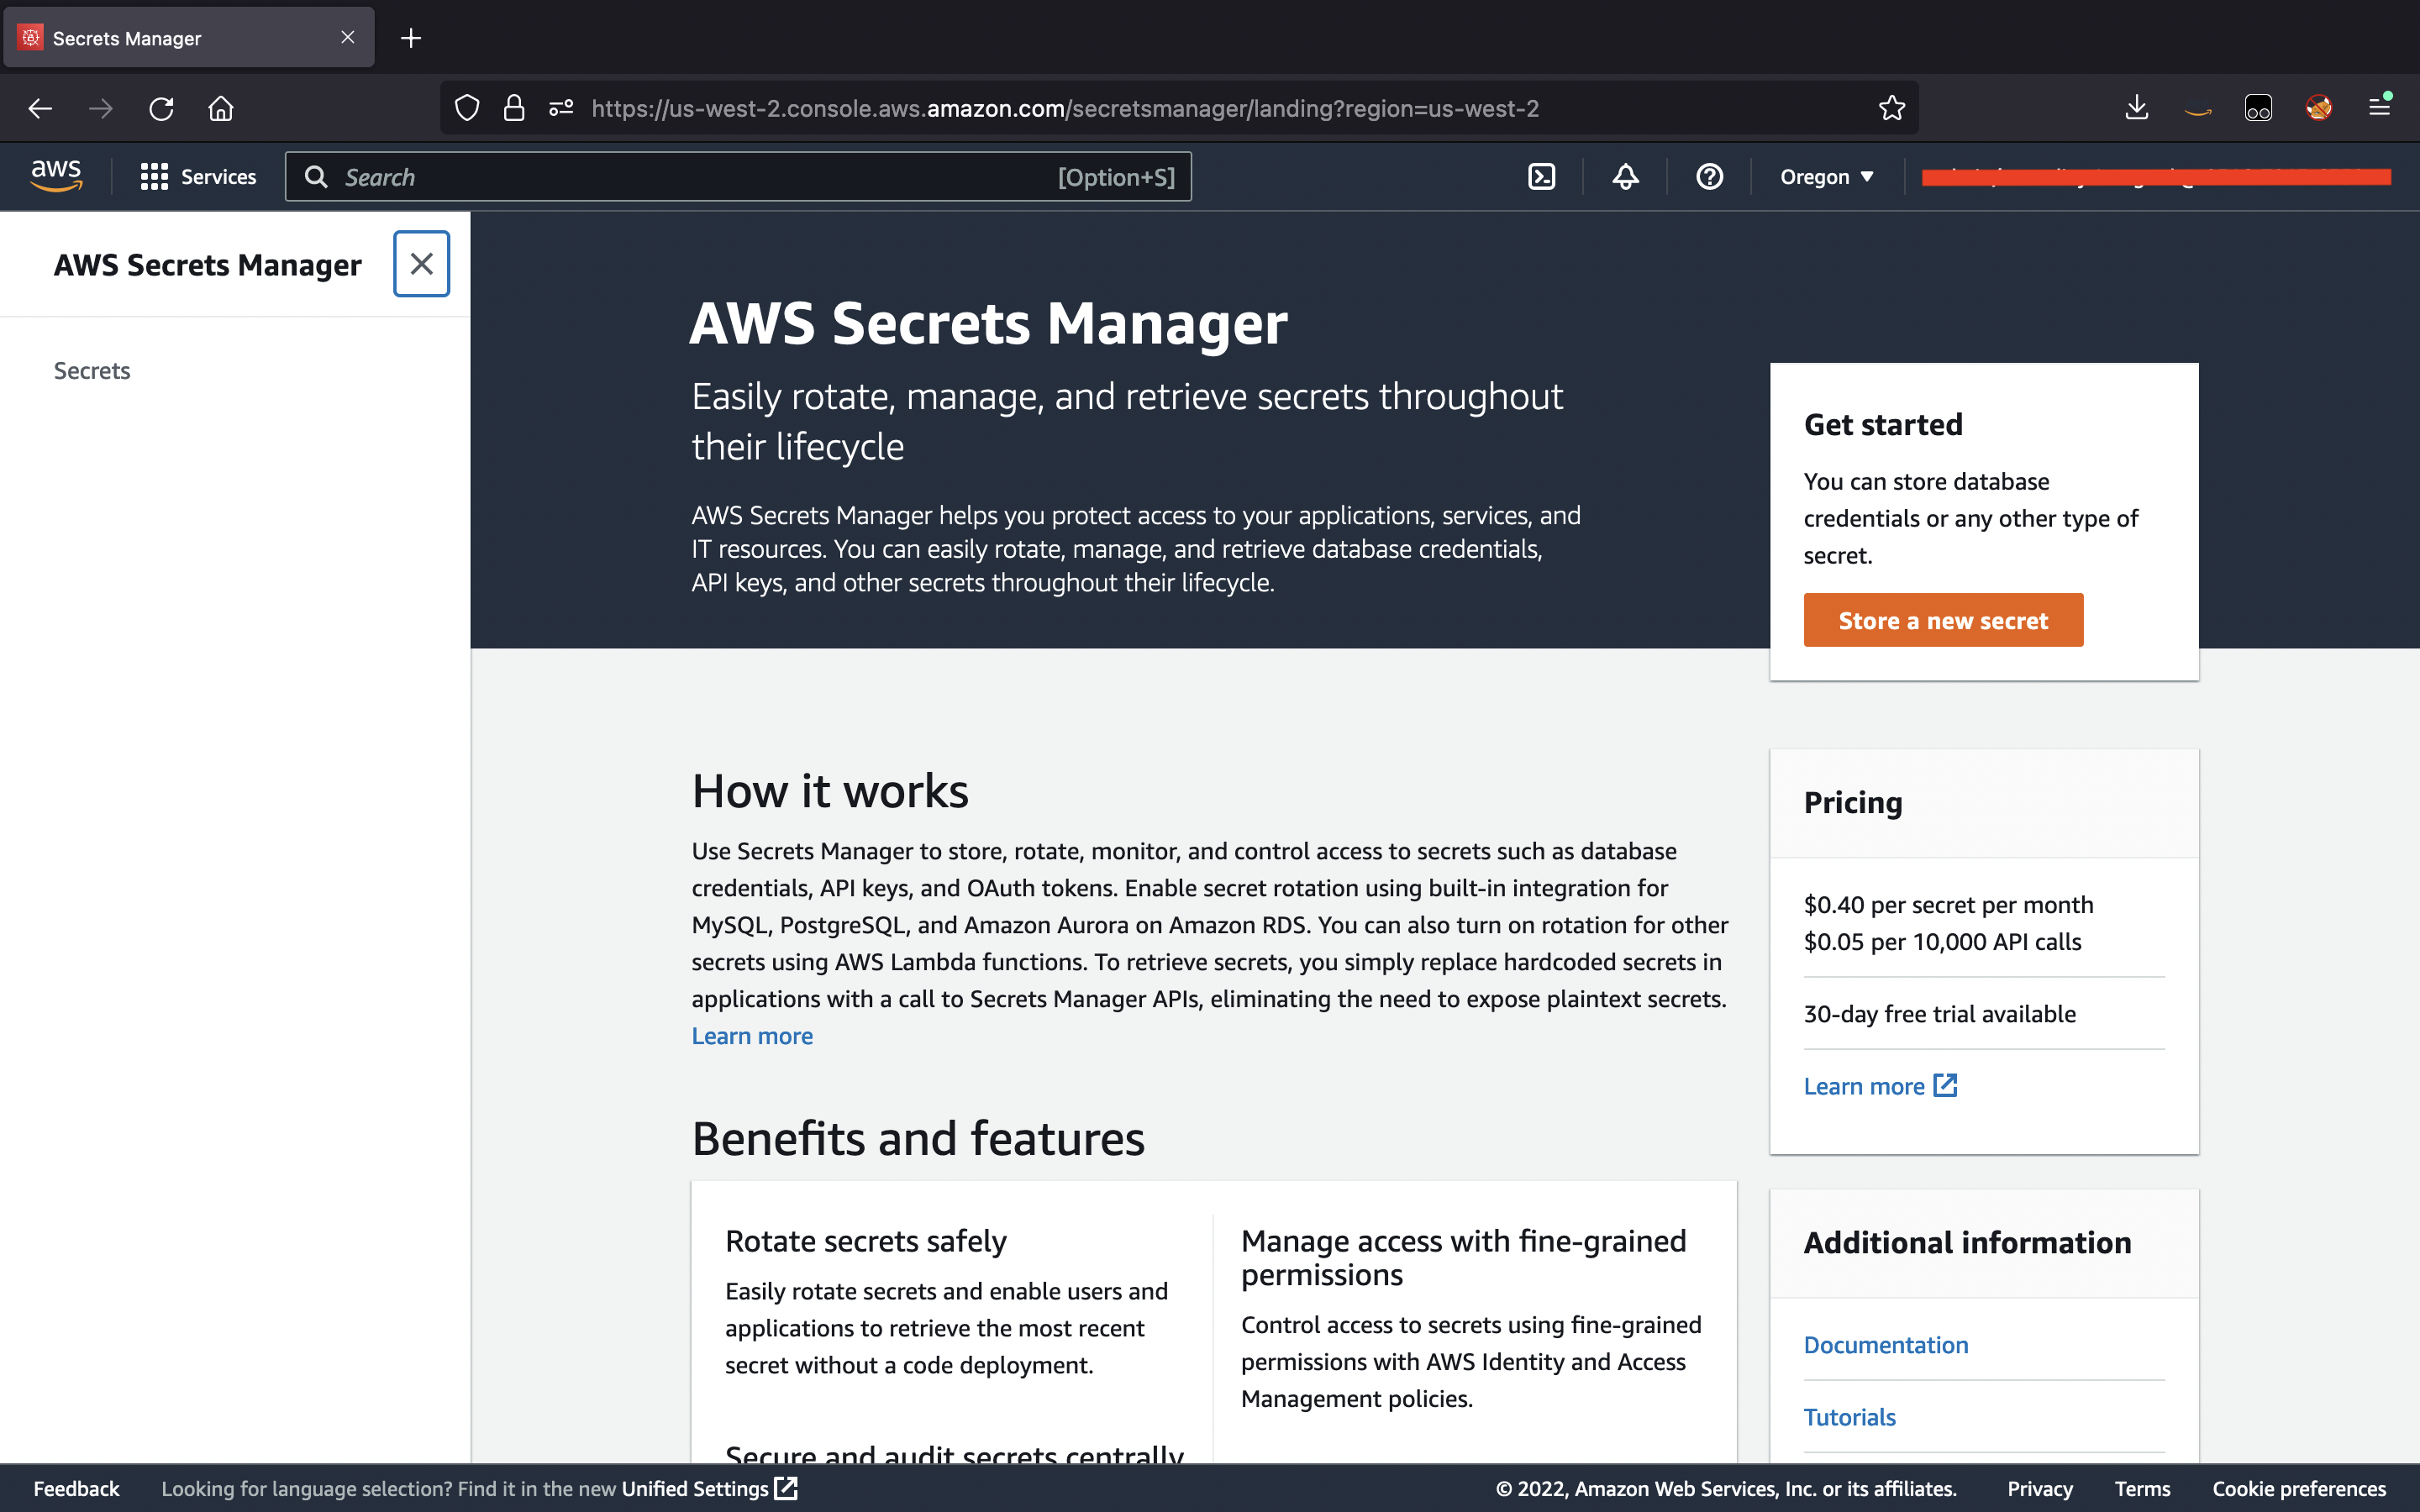 Secrets Manager
https://us-west-2.console.aws.amazon.com/secretsmanager/landing?region=us-west-2
aws
Services
Search
[Option+S]
Oregon
AWS Secrets Manager
Secrets
AWS Secrets Manager
Easily rotate, manage, and retrieve secrets throughout
their lifecycle
AWS Secrets Manager helps you protect access to your applications, services, and
IT resources. You can easily rotate, manage, and retrieve database credentials,
API keys, and other secrets throughout their lifecycle.
Get started
You can store database
credentials or any other type of
secret.
Store a new secret
How it works
Use Secrets Manager to store, rotate, monitor, and control access to secrets such as database
credentials, API keys, and OAuth tokens. Enable secret rotation using built-in integration for
MySQL, PostgreSQL, and Amazon Aurora on Amazon RDS. You can also turn on rotation for other
secrets using AWS Lambda functions. To retrieve secrets, you simply replace hardcoded secrets in
applications with a call to Secrets Manager APIs, eliminating the need to expose plaintext secrets.
Learn more
Pricing
$0.40 per secret per month
$0.05 per 10,000 API calls
30-day free trial available
Learn more
Benefits and features
Rotate secrets safely
Easily rotate secrets and enable users and
applications to retrieve the most recent
secret without a code deployment.
Manage access with fine-grained
permissions
Control access to secrets using fine-grained
permissions with AWS Identity and Access
Management policies.
Secure and audit secrets centrally
Additional information
Documentation
Tutorials
Feedback
Looking for language selection? Find it in the new Unified Settings
© 2022, Amazon Web Services, Inc. or its affiliates.
Privacy
Terms
Cookie preferences